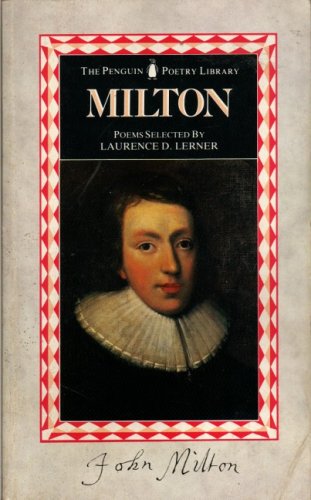 THE PENGUIN POETRY LIBRARY
MILTON
POEMS SELECTED BY
LAURENCE D. LERNER
John Milton